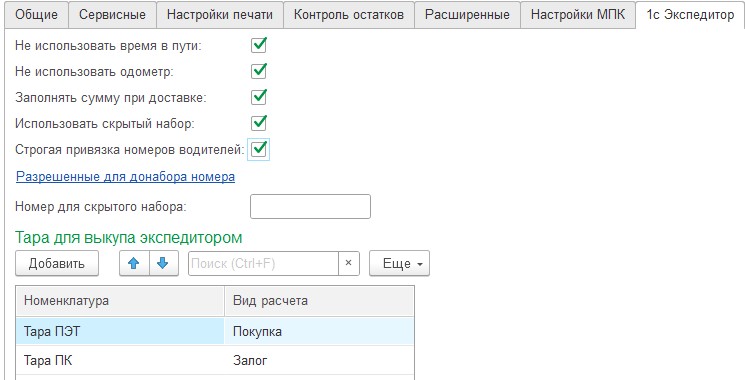 Общие Сервисные Настройки печати Контроль остатков Расширенные Настройки МПК 1с Экспедитор
Не использовать время в пути:
Не использовать одометр:
Заполнять сумму при доставке:
Использовать скрытый набор:
Строгая привязка номеров водителей:
Разрешенные для донабора номера
Номер для скрытого набора:
Тара для выкупа экспедитором
Добавить Поиск (Ctrl+F) × Еще
Номенклатура Вид расчета
Тара ПЭТ Покупка
Тара ПК Залог